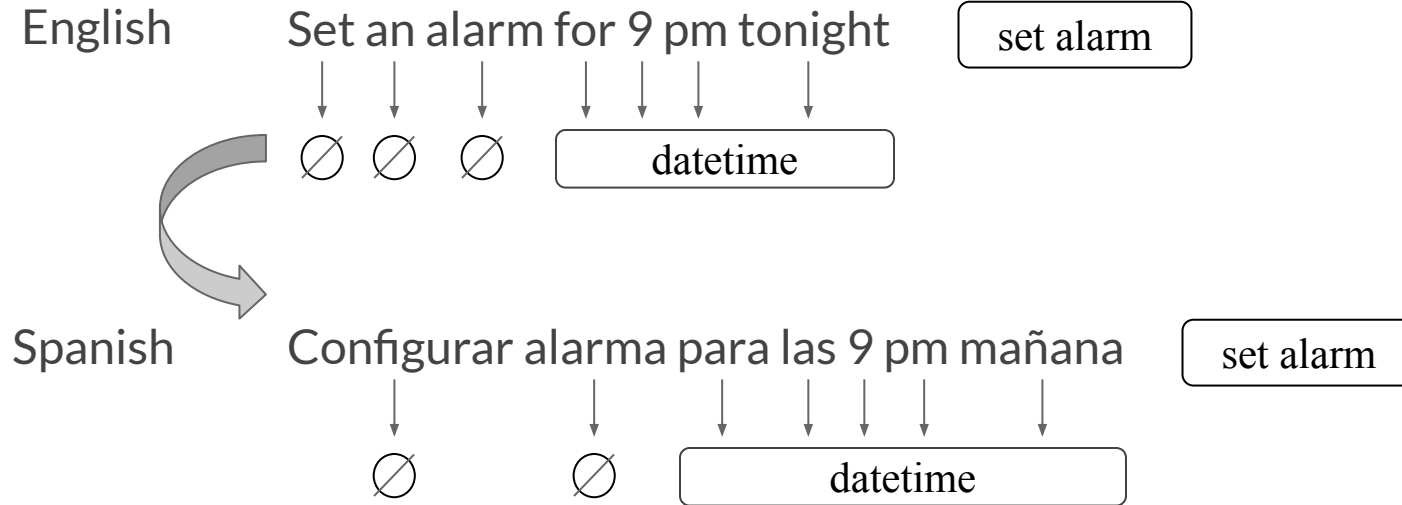 English Set an alarm for 9 pm tonight set alarm
∅ ∅ ∅ datetime
Spanish Configurar alarma para las 9 pm mañana set alarm
∅ ∅ datetime